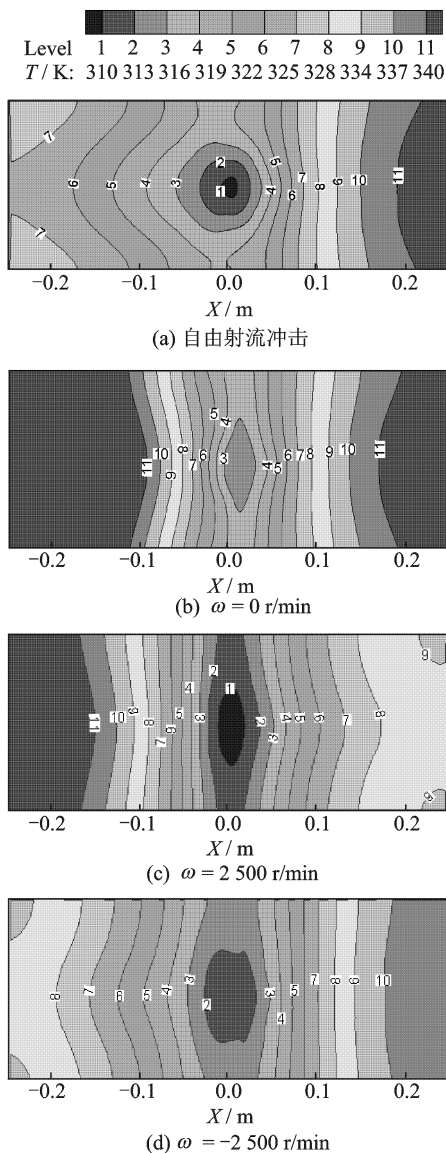 Level 1 2 3 4 5 6 7 8 9 10 11
T / K: 310 313 316 319 322 325 328 334 337 340
7 6 5 4 3 2 1 5 4 6 7 8 6 10 11
7
−0.2 −0.1 0.0 0.1 0.2
X / m
(a) 自由射流冲击
11 10 9 8 7 6 5 4 3 4 5 6 7 8 9 10 11
−0.2 −0.1 0.0 0.1 0.2
X / m
(b) ω = 0 r/min
11 10 9 8 7 6 5 4 3 2 1 2 3 4 5 6 7 8 9
9
−0.2 −0.1 0.0 0.1 0.2
X / m
(c) ω = 2 500 r/min
8 7 6 5 4 3 2 3 4 5 7 8 9 10
−0.2 −0.1 0.0 0.1 0.2
X / m
(d) ω = −2 500 r/min